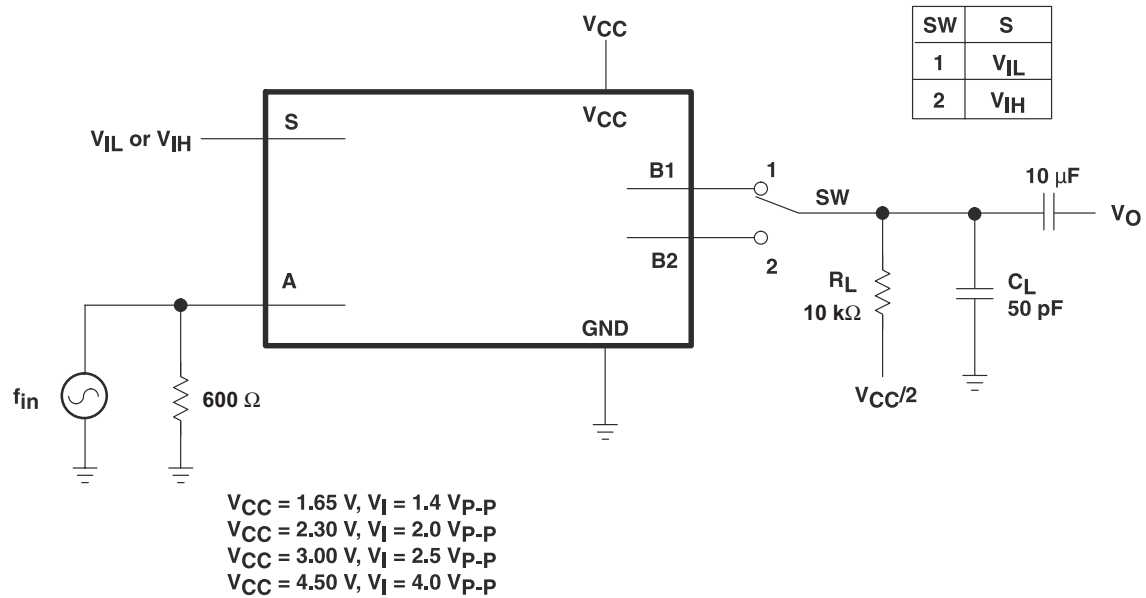 VCC
SW S
1 VIL
2 VIH
VCC
S
VIL or VIH
B1
1
SW
10 μF
VO
B2
2
A
RL
10 kΩ
CL
50 pF
GND
VCC/2
fin
600 Ω
VCC = 1.65 V, VI = 1.4 VP-P
VCC = 2.30 V, VI = 2.0 VP-P
VCC = 3.00 V, VI = 2.5 VP-P
VCC = 4.50 V, VI = 4.0 VP-P